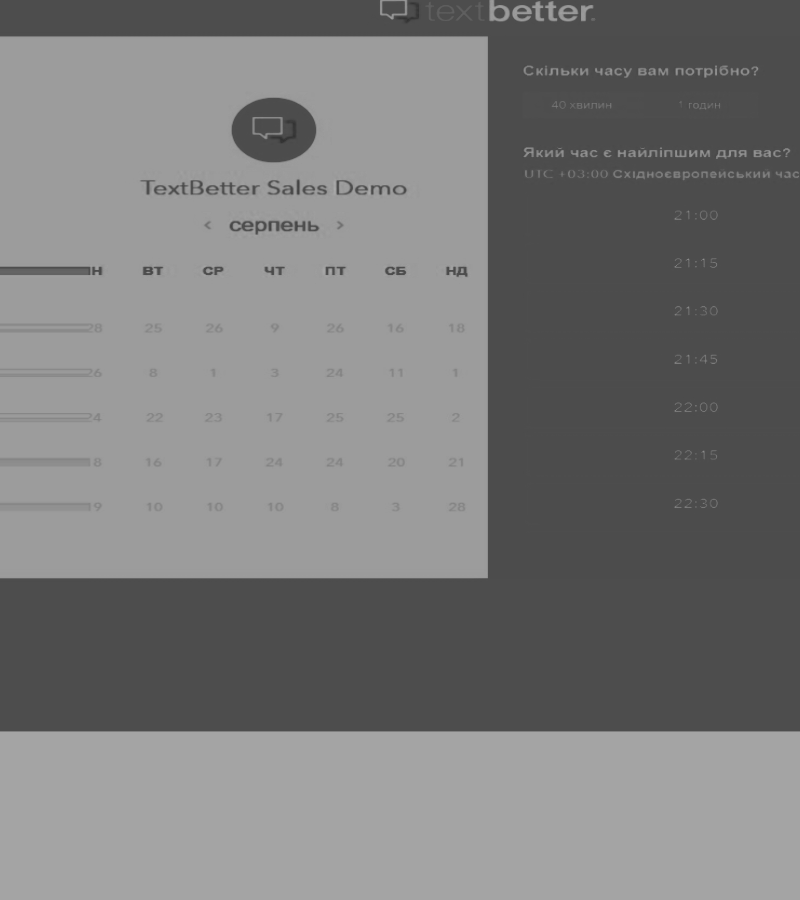 textbetter.
TextBetter Sales Demo
< серпень >
Н ВТ СР ЧТ ПТ СБ НД
28 25 26 9 26 16 18
26 8 1 3 24 11 1
24 22 23 17 25 25 2
8 16 17 24 24 20 21
19 10 10 10 8 3 28
Скільки часу вам потрібно?
40 хвилин 1 годин
Який час є найліпшим для вас?
UTC +03:00 Східноєвропейський час
21:00
21:15
21:30
21:45
22:00
22:15
22:30